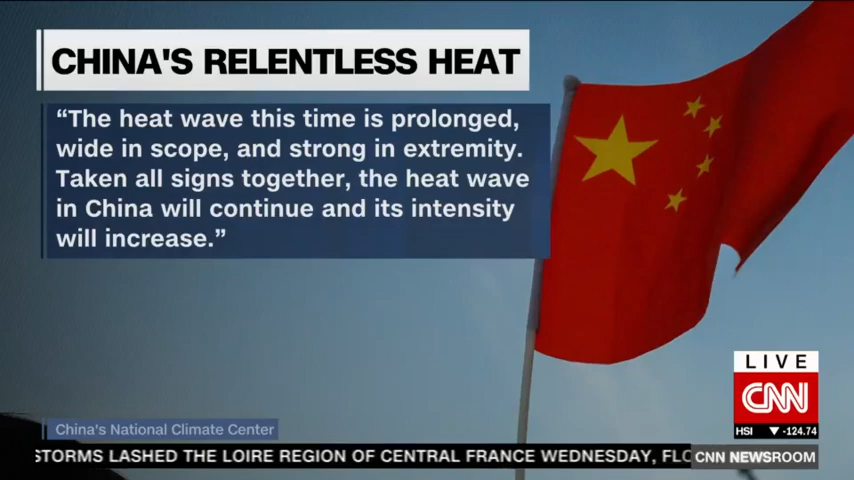 CHINA'S RELENTLESS HEAT
“The heat wave this time is prolonged,
wide in scope, and strong in extremity.
Taken all signs together, the heat wave
in China will continue and its intensity
will increase.”
LIVE
CNN
HSI ▼ -124.74
China's National Climate Center
STORMS LASHED THE LOIRE REGION OF CENTRAL FRANCE WEDNESDAY,
CNN NEWSROOM